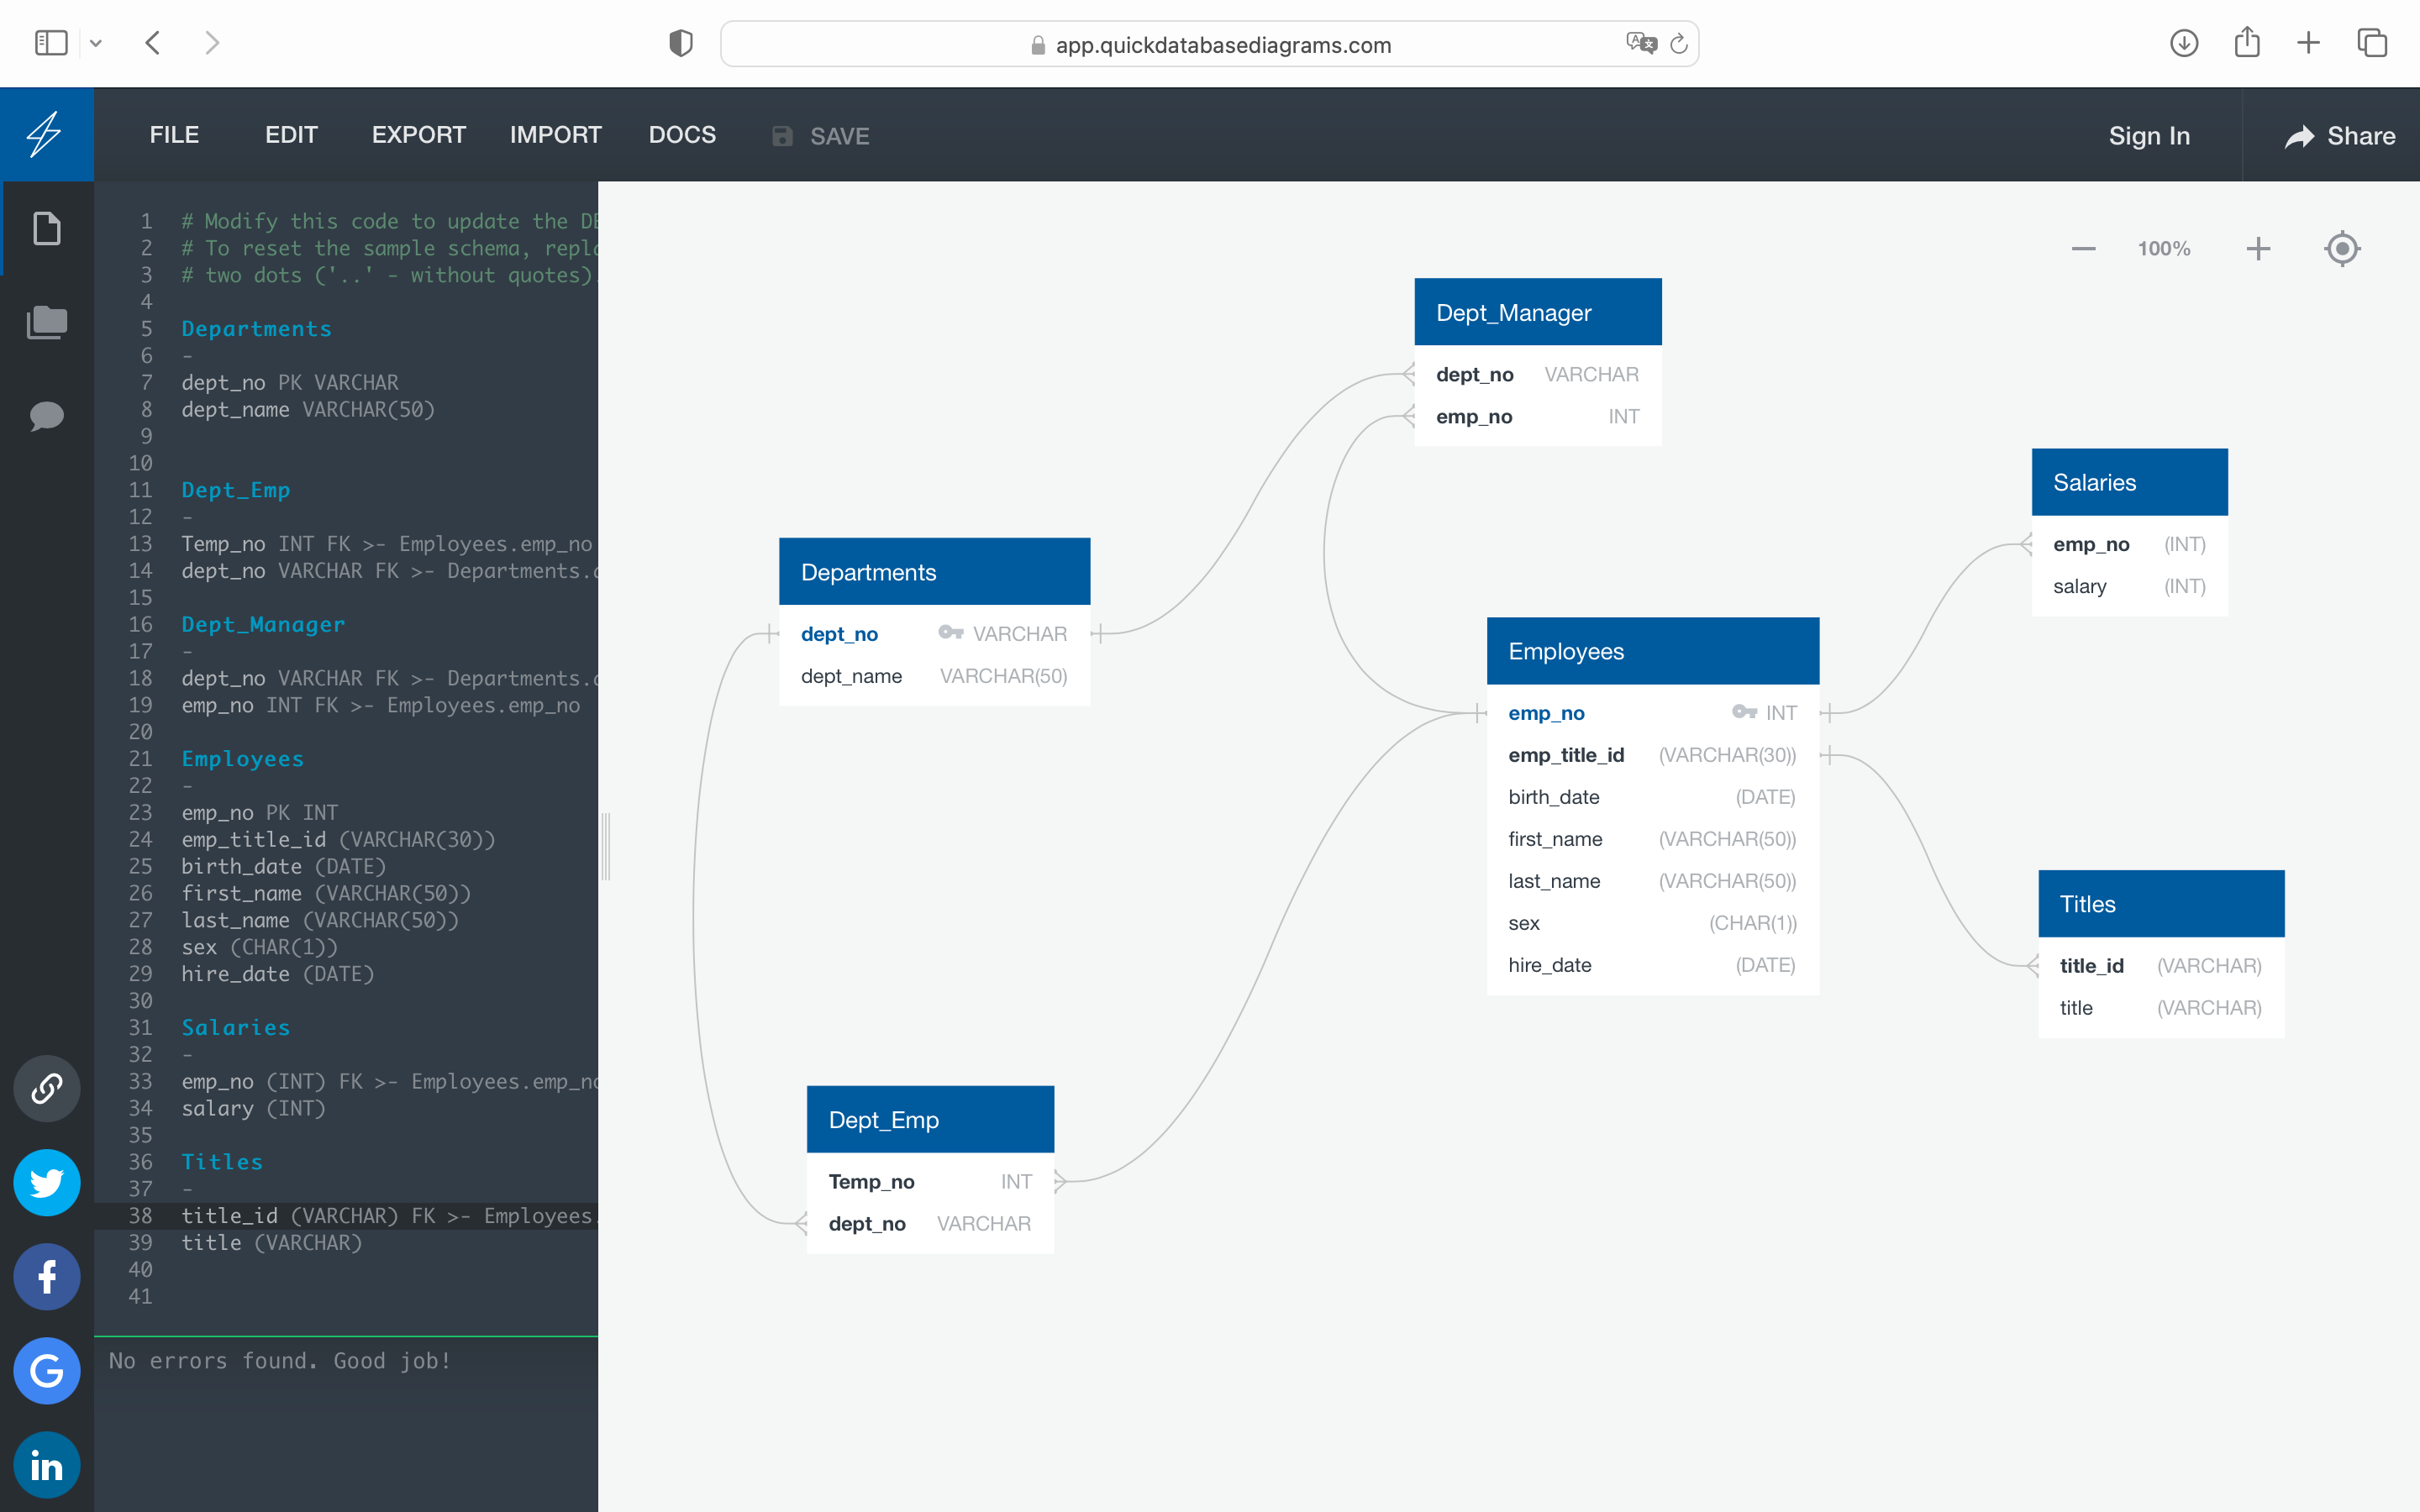 app.quickdatabasediagrams.com
FILE EDIT EXPORT IMPORT DOCS SAVE Sign In Share
1 # Modify this code to update the DE
2 # To reset the sample schema, repl
3 # two dots ('..' - without quotes)
4
5 Departments
6 -
7 dept_no PK VARCHAR
8 dept_name VARCHAR(50)
9
10
11 Dept_Emp
12 -
13 Temp_no INT FK >- Employees.emp_no
14 dept_no VARCHAR FK >- Departments.
15
16 Dept_Manager
17 -
18 dept_no VARCHAR FK >- Departments.
19 emp_no INT FK >- Employees.emp_no
20
21 Employees
22 -
23 emp_no PK INT
24 emp_title_id (VARCHAR(30))
25 birth_date (DATE)
26 first_name (VARCHAR(50))
27 last_name (VARCHAR(50))
28 sex (CHAR(1))
29 hire_date (DATE)
30
31 Salaries
32 -
33 emp_no (INT) FK >- Employees.emp_no
34 salary (INT)
35
36 Titles
37 -
38 title_id (VARCHAR) FK >- Employees.
39 title (VARCHAR)
40
41
No errors found. Good job!
100%
Dept_Manager
dept_no VARCHAR
emp_no INT
Salaries
emp_no (INT)
salary (INT)
Departments
dept_no VARCHAR
dept_name VARCHAR(50)
Employees
emp_no INT
emp_title_id (VARCHAR(30))
birth_date (DATE)
first_name (VARCHAR(50))
last_name (VARCHAR(50))
sex (CHAR(1))
hire_date (DATE)
Titles
title_id (VARCHAR)
title (VARCHAR)
Dept_Emp
Temp_no INT
dept_no VARCHAR